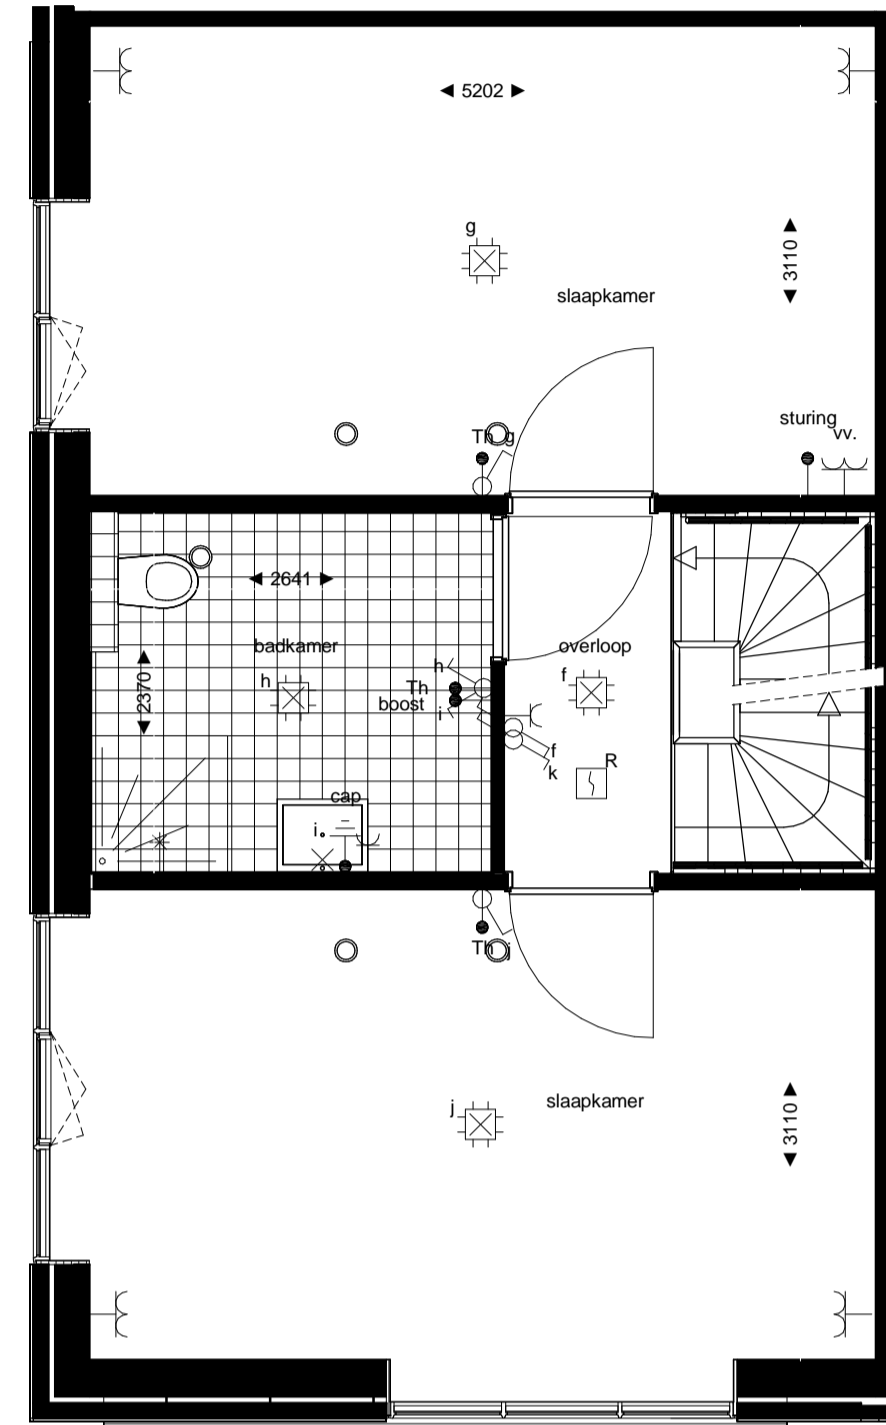 5202
g
3110
slaapkamer
sturing
vv.
Th g
2641
badkamer
overloop
h
h
f
Th
boost
i
2370
f
k
R
cap
i
Th j
j
slaapkamer
3110